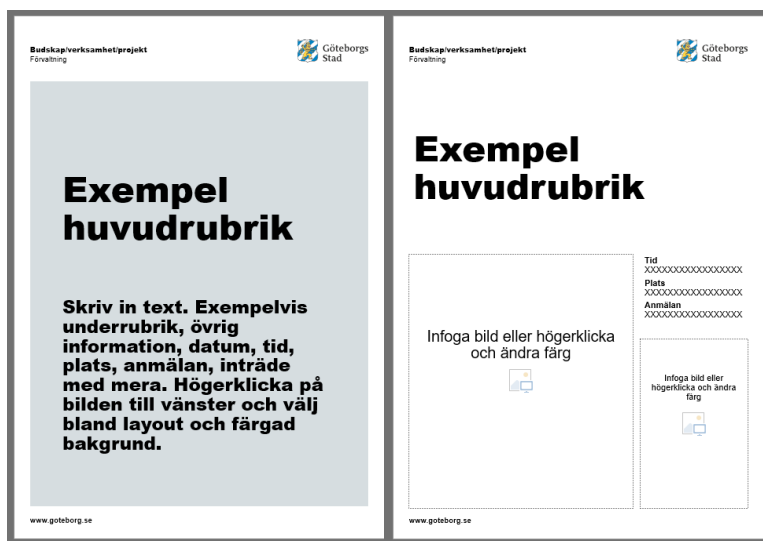 Budskap/verksamhet/projekt
Förvaltning
Göteborgs
Stad
Exempel
huvudrubrik
Skriv in text. Exempelvis
underrubrik, övrig
information, datum, tid,
plats, anmälan, inträde
med mera. Högerklicka på
bilden till vänster och välj
bland layout och färgad
bakgrund.
www.goteborg.se
Budskap/verksamhet/projekt
Förvaltning
Göteborgs
Stad
Exempel
huvudrubrik
Infoga bild eller högerklicka
och ändra färg
Tid
XXXXXXXXXXXXXXXXX
Plats
XXXXXXXXXXXXXXXXX
Anmälan
XXXXXXXXXXXXXXXXX
Infoga bild eller
högerklicka och ändra
färg
www.goteborg.se